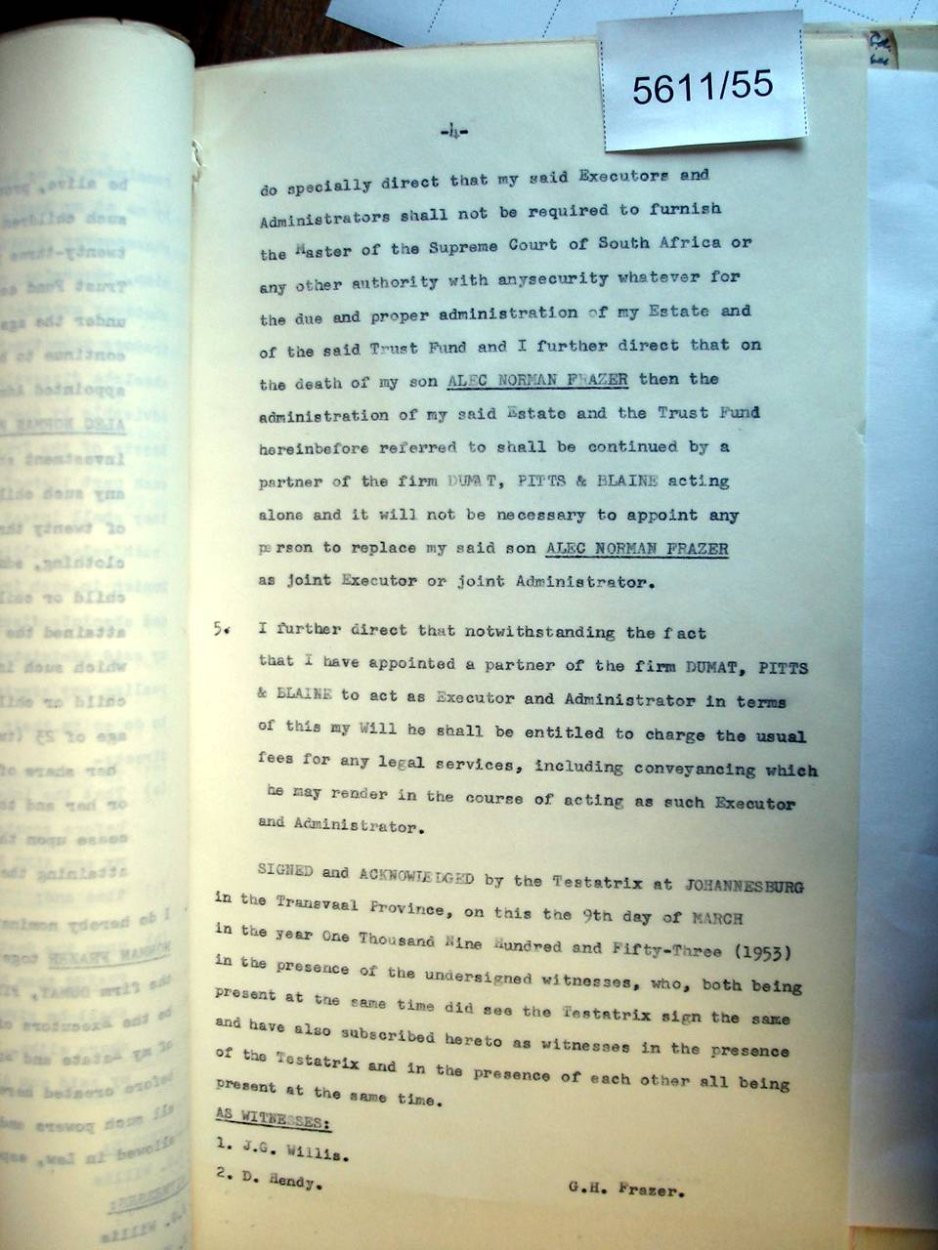 5611/55
-4-
do specially direct that my said Executors and
Administrators shall not be required to furnish
the Master of the Supreme Court of South Africa or
any other authority with anysecurity whatever for
the due and proper administration of my Estate and
of the said Trust Fund and I further direct that on
the death of my son ALEC NORMAN FRAZER then the
administration of my said Estate and the Trust Fund
hereinbefore referred to shall be continued by a
partner of the firm DUMAT, PITTS & BLAINE acting
alone and it will not be necessary to appoint any
person to replace my said son ALEC NORMAN FRAZER
as joint Executor or joint Administrator.
5. I further direct that notwithstanding the fact
that I have appointed a partner of the firm DUMAT, PITTS
& BLAINE to act as Executor and Administrator in terms
of this my Will he shall be entitled to charge the usual
fees for any legal services, including conveyancing which
he may render in the course of acting as such Executor
and Administrator.
SIGNED and ACKNOWLEDGED by the Testatrix at JOHANNESBURG
in the Transvaal Province, on this the 9th day of MARCH
in the year One Thousand Nine Hundred and Fifty-Three (1953)
in the presence of the undersigned witnesses, who, both being
present at the same time did see the Testatrix sign the same
and have also subscribed hereto as witnesses in the presence
of the Testatrix and in the presence of each other all being
present at the same time.
AS WITNESSES:
1. J.G. Willis.
2. D. Hendy.
G.H. Frazer.